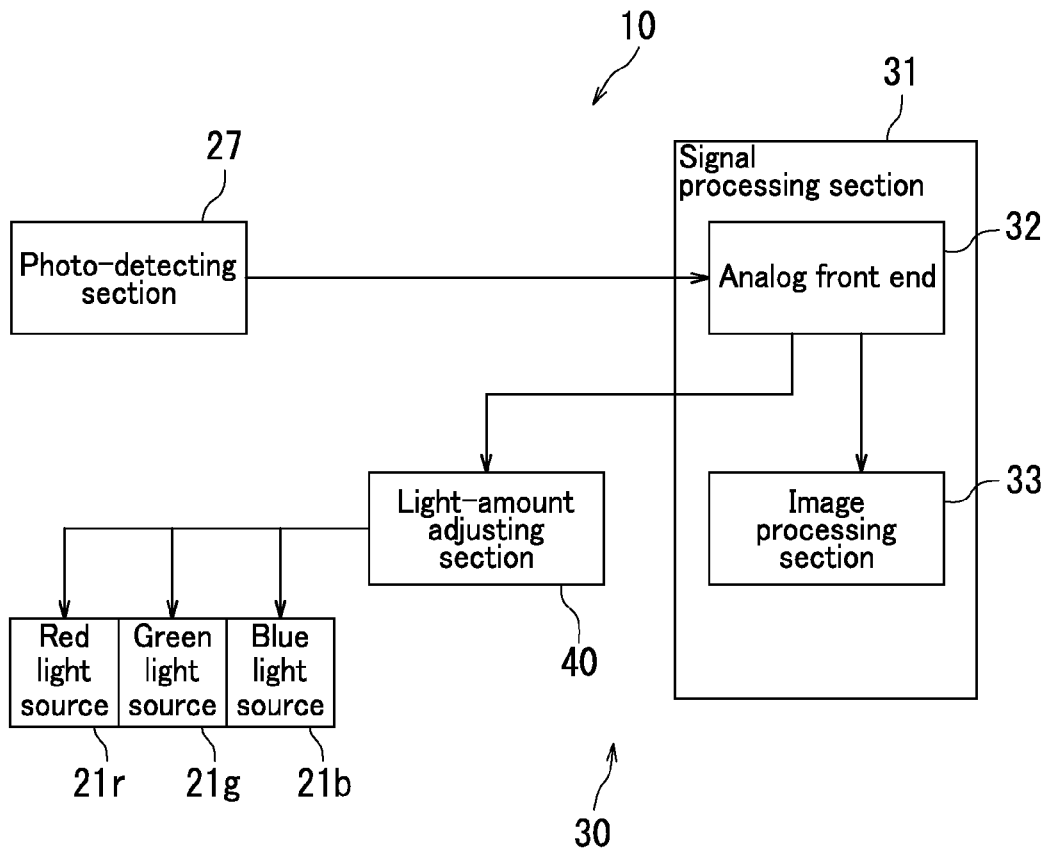 10
31
27
Signal
processing section
32
Photo-detecting
section
Analog front end
33
Light-amount
adjusting
section
Image
processing
section
40
Red
light
source
Green
light
source
Blue
light
source
21r
21g
21b
30